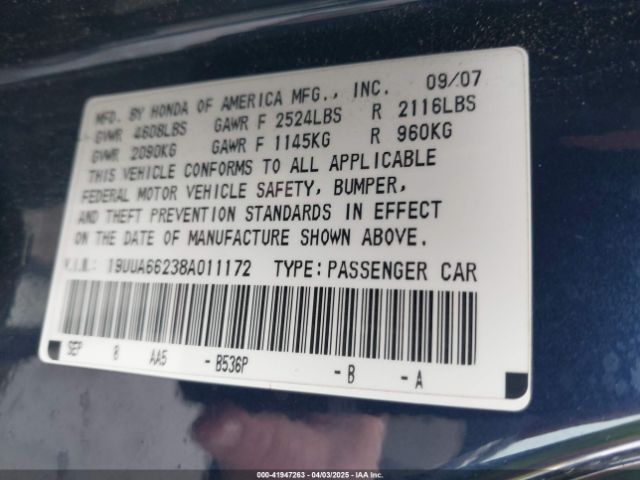 MFD. BY HONDA OF AMERICA MFG., INC. 09/07
GVWR 4608LBS GAWR F 2524LBS R 2116LBS
GVWR 2090KG GAWR F 1145KG R 960KG
THIS VEHICLE CONFORMS TO ALL APPLICABLE
FEDERAL MOTOR VEHICLE SAFETY, BUMPER,
AND THEFT PREVENTION STANDARDS IN EFFECT
ON THE DATE OF MANUFACTURE SHOWN ABOVE.
V.I.N.: 19UUA66238A011172 TYPE: PASSENGER CAR
SEP 0 AA5 -B536P -B -A
000-41947263 - 04/03/2025 - IAA Inc.